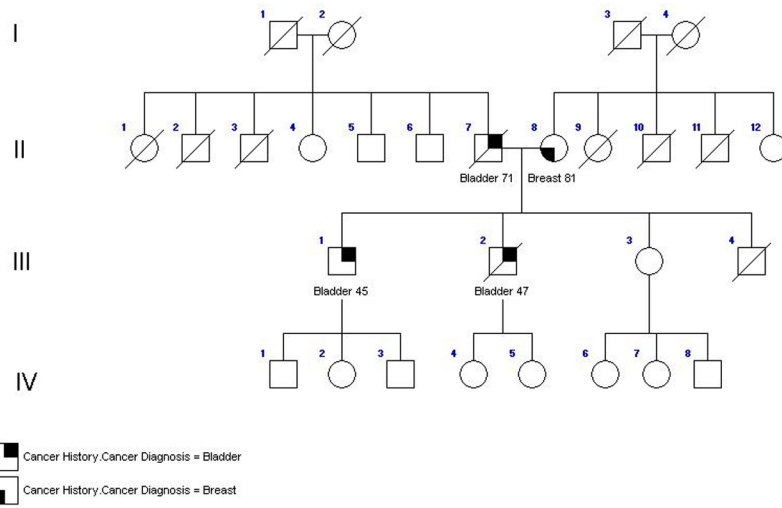 I
1 2 3 4
II
1 2 3 4 5 6 7 8 9 10 11 12
Bladder 71 Breast 81
III
1 2 3 4
Bladder 45 Bladder 47
IV
1 2 3 4 5 6 7 8
Cancer History.Cancer Diagnosis = Bladder
Cancer History.Cancer Diagnosis = Breast